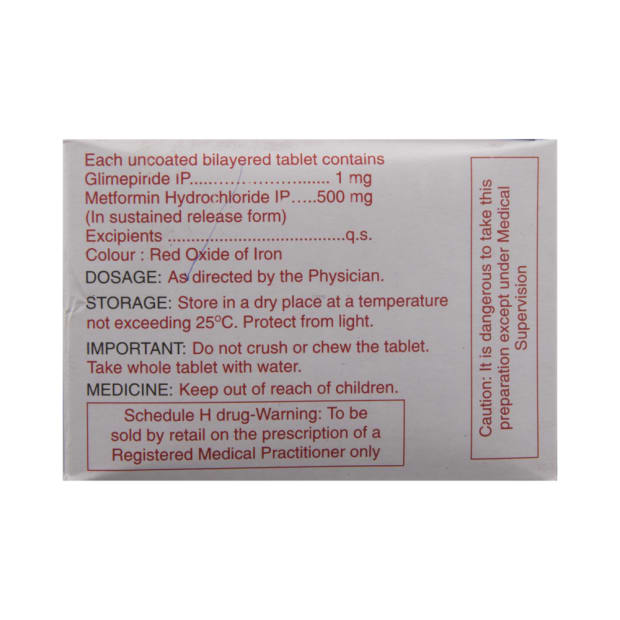 Each uncoated bilayered tablet contains
Glimepiride IP.............................. 1 mg
Metformin Hydrochloride IP.....500 mg
(In sustained release form)
Excipients ......................................q.s.
Colour : Red Oxide of Iron
DOSAGE: As directed by the Physician.
STORAGE: Store in a dry place at a temperature
not exceeding 25°C. Protect from light.
IMPORTANT: Do not crush or chew the tablet.
Take whole tablet with water.
MEDICINE: Keep out of reach of children.
Schedule H drug-Warning: To be
sold by retail on the prescription of a
Registered Medical Practitioner only
Caution: It is dangerous to take this
preparation except under Medical
Supervision